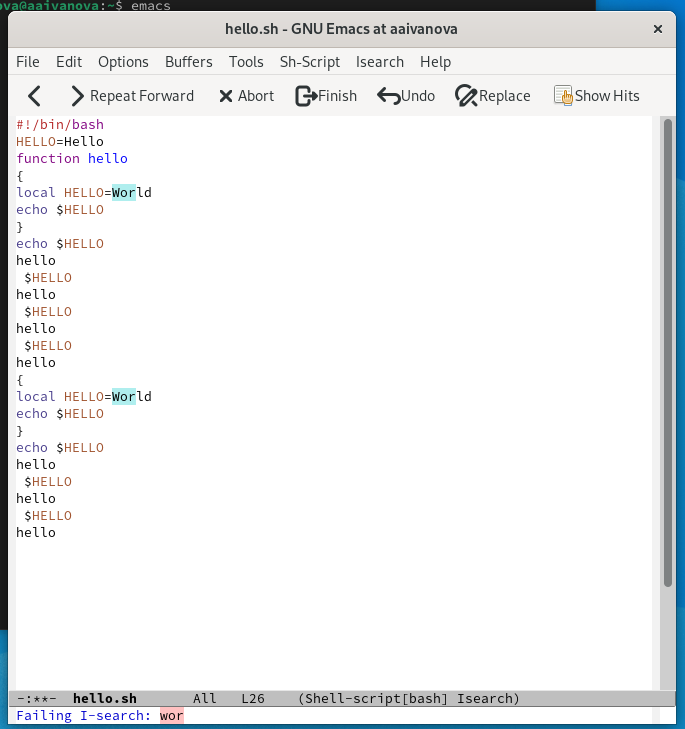 ova@aaivanova:~$ emacs
hello.sh - GNU Emacs at aaivanova
File Edit Options Buffers Tools Sh-Script Isearch Help
Repeat Forward Abort Finish Undo Replace Show Hits
#!/bin/bash
HELLO=Hello
function hello
{
local HELLO=World
echo $HELLO
}
echo $HELLO
hello
 $HELLO
hello
 $HELLO
hello
 $HELLO
hello
{
local HELLO=World
echo $HELLO
}
echo $HELLO
hello
 $HELLO
hello
 $HELLO
hello
-:**-  hello.sh       All   L26    (Shell-script[bash] Isearch)
Failing I-search: wor